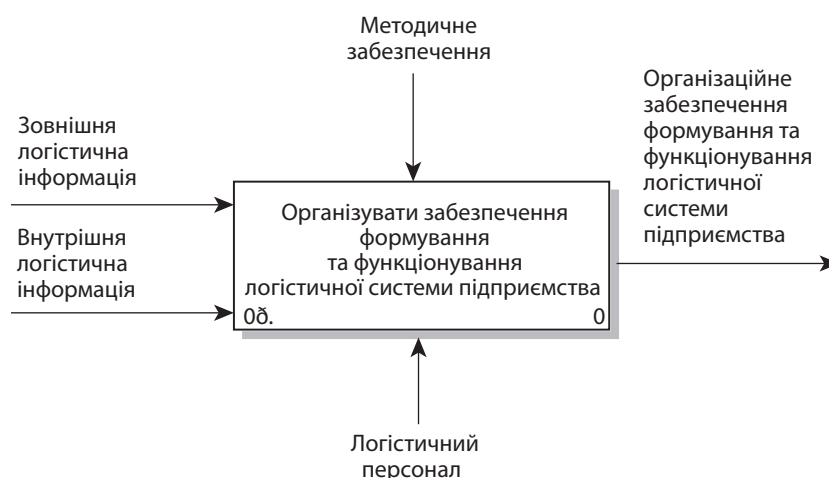 Методичне
забезпечення
Організаційне
забезпечення
формування та
функціонування
логістичної
системи
підприємства
Зовнішня
логістична
інформація
Внутрішня
логістична
інформація
Організувати забезпечення
формування
та функціонування
логістичної системи підприємства
0ð. 0
Логістичний
персонал